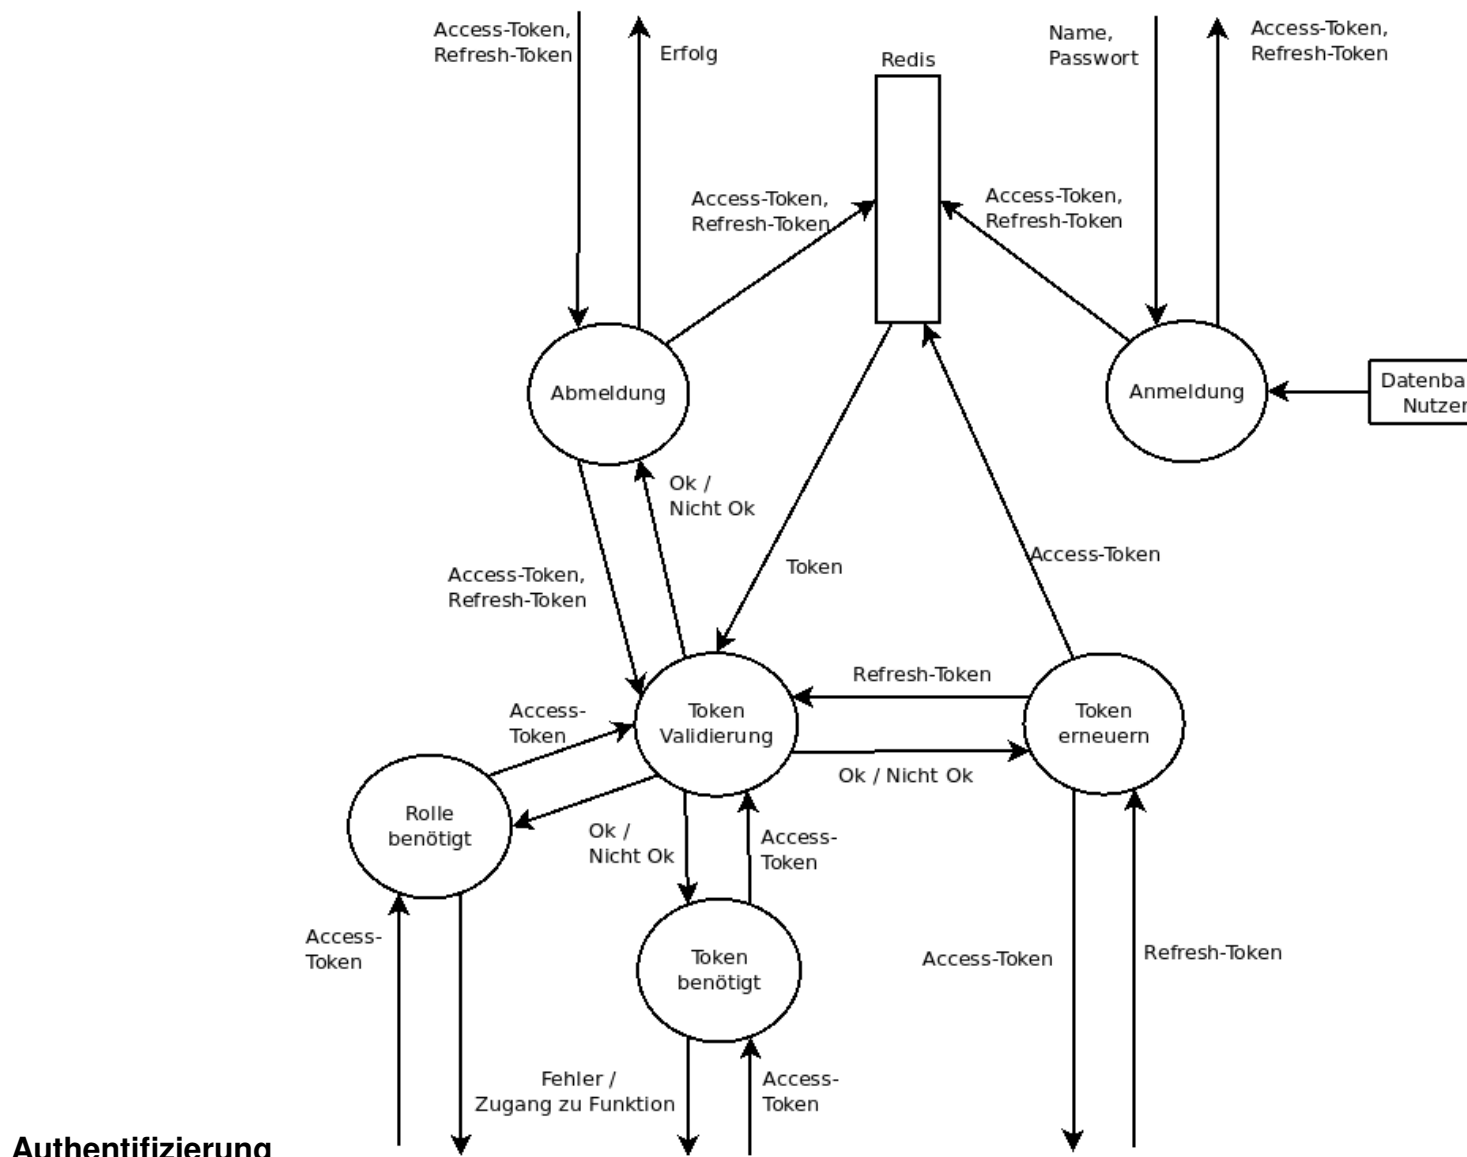 Access-Token,
Refresh-Token
Erfolg
Name,
Passwort
Access-Token,
Refresh-Token
Redis
Access-Token,
Refresh-Token
Access-Token,
Refresh-Token
Abmeldung
Anmeldung
Datenba
Nutzer
Ok /
Nicht Ok
Access-Token,
Refresh-Token
Token
Access-Token
Refresh-Token
Access-
Token
Token
Validierung
Token
erneuern
Ok / Nicht Ok
Rolle
benötigt
Ok /
Nicht Ok
Access-
Token
Access-
Token
Token
benötigt
Access-Token
Refresh-Token
Fehler /
Zugang zu Funktion
Access-
Token
Authentifizierung